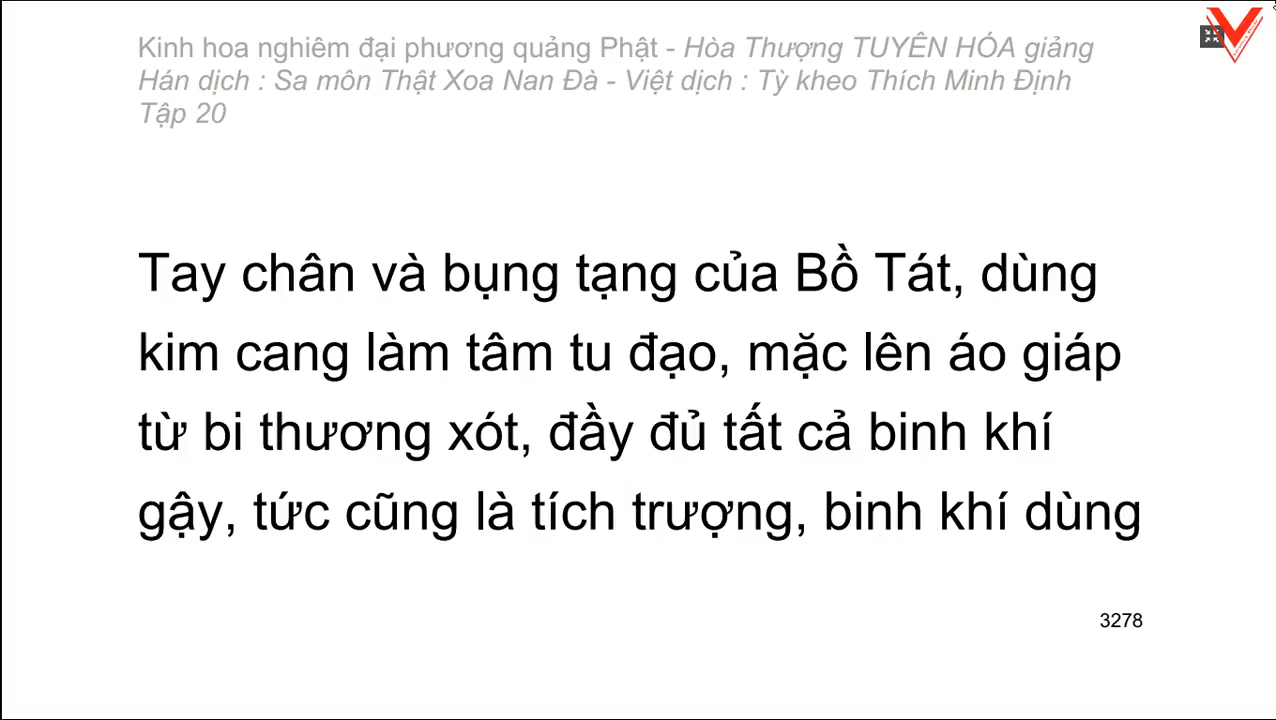 Kinh hoa nghiêm đại phương quảng Phật - Hòa Thượng TUYÊN HÓA giảng
Hán dịch : Sa môn Thật Xoa Nan Đà - Việt dịch : Tỳ kheo Thích Minh Định
Tập 20
Tay chân và bụng tạng của Bồ Tát, dùng
kim cang làm tâm tu đạo, mặc lên áo giáp
từ bi thương xót, đầy đủ tất cả binh khí
gậy, tức cũng là tích trượng, binh khí dùng
3278